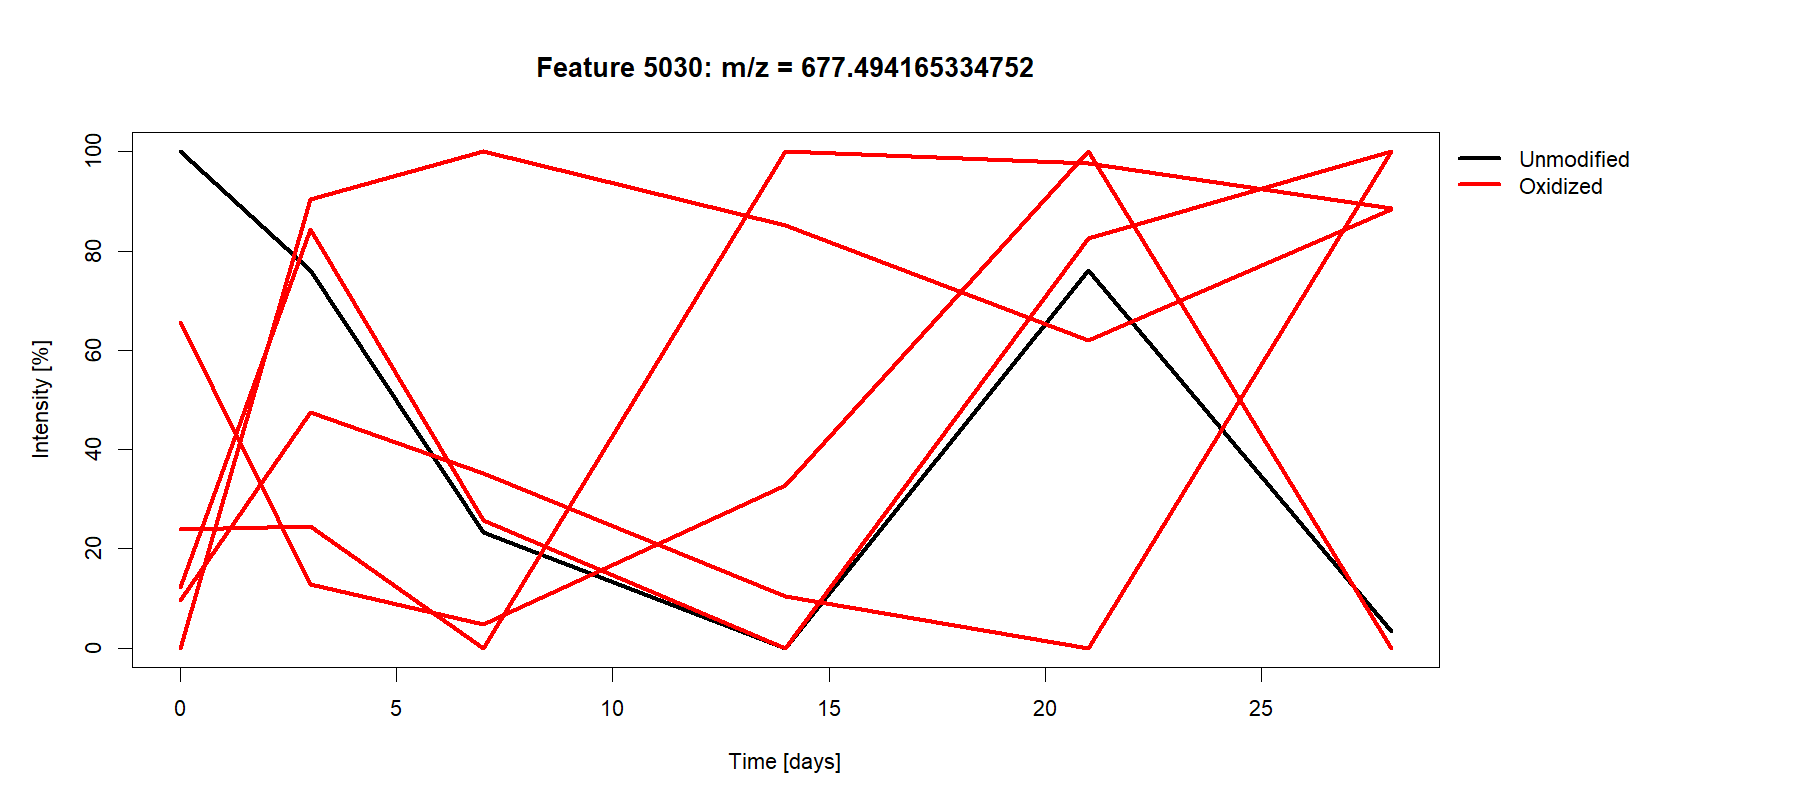 Feature 5030: m/z = 677.494165334752
Unmodified
Oxidized
Intensity [%]
100
80
60
40
20
0
0 5 10 15 20 25
Time [days]